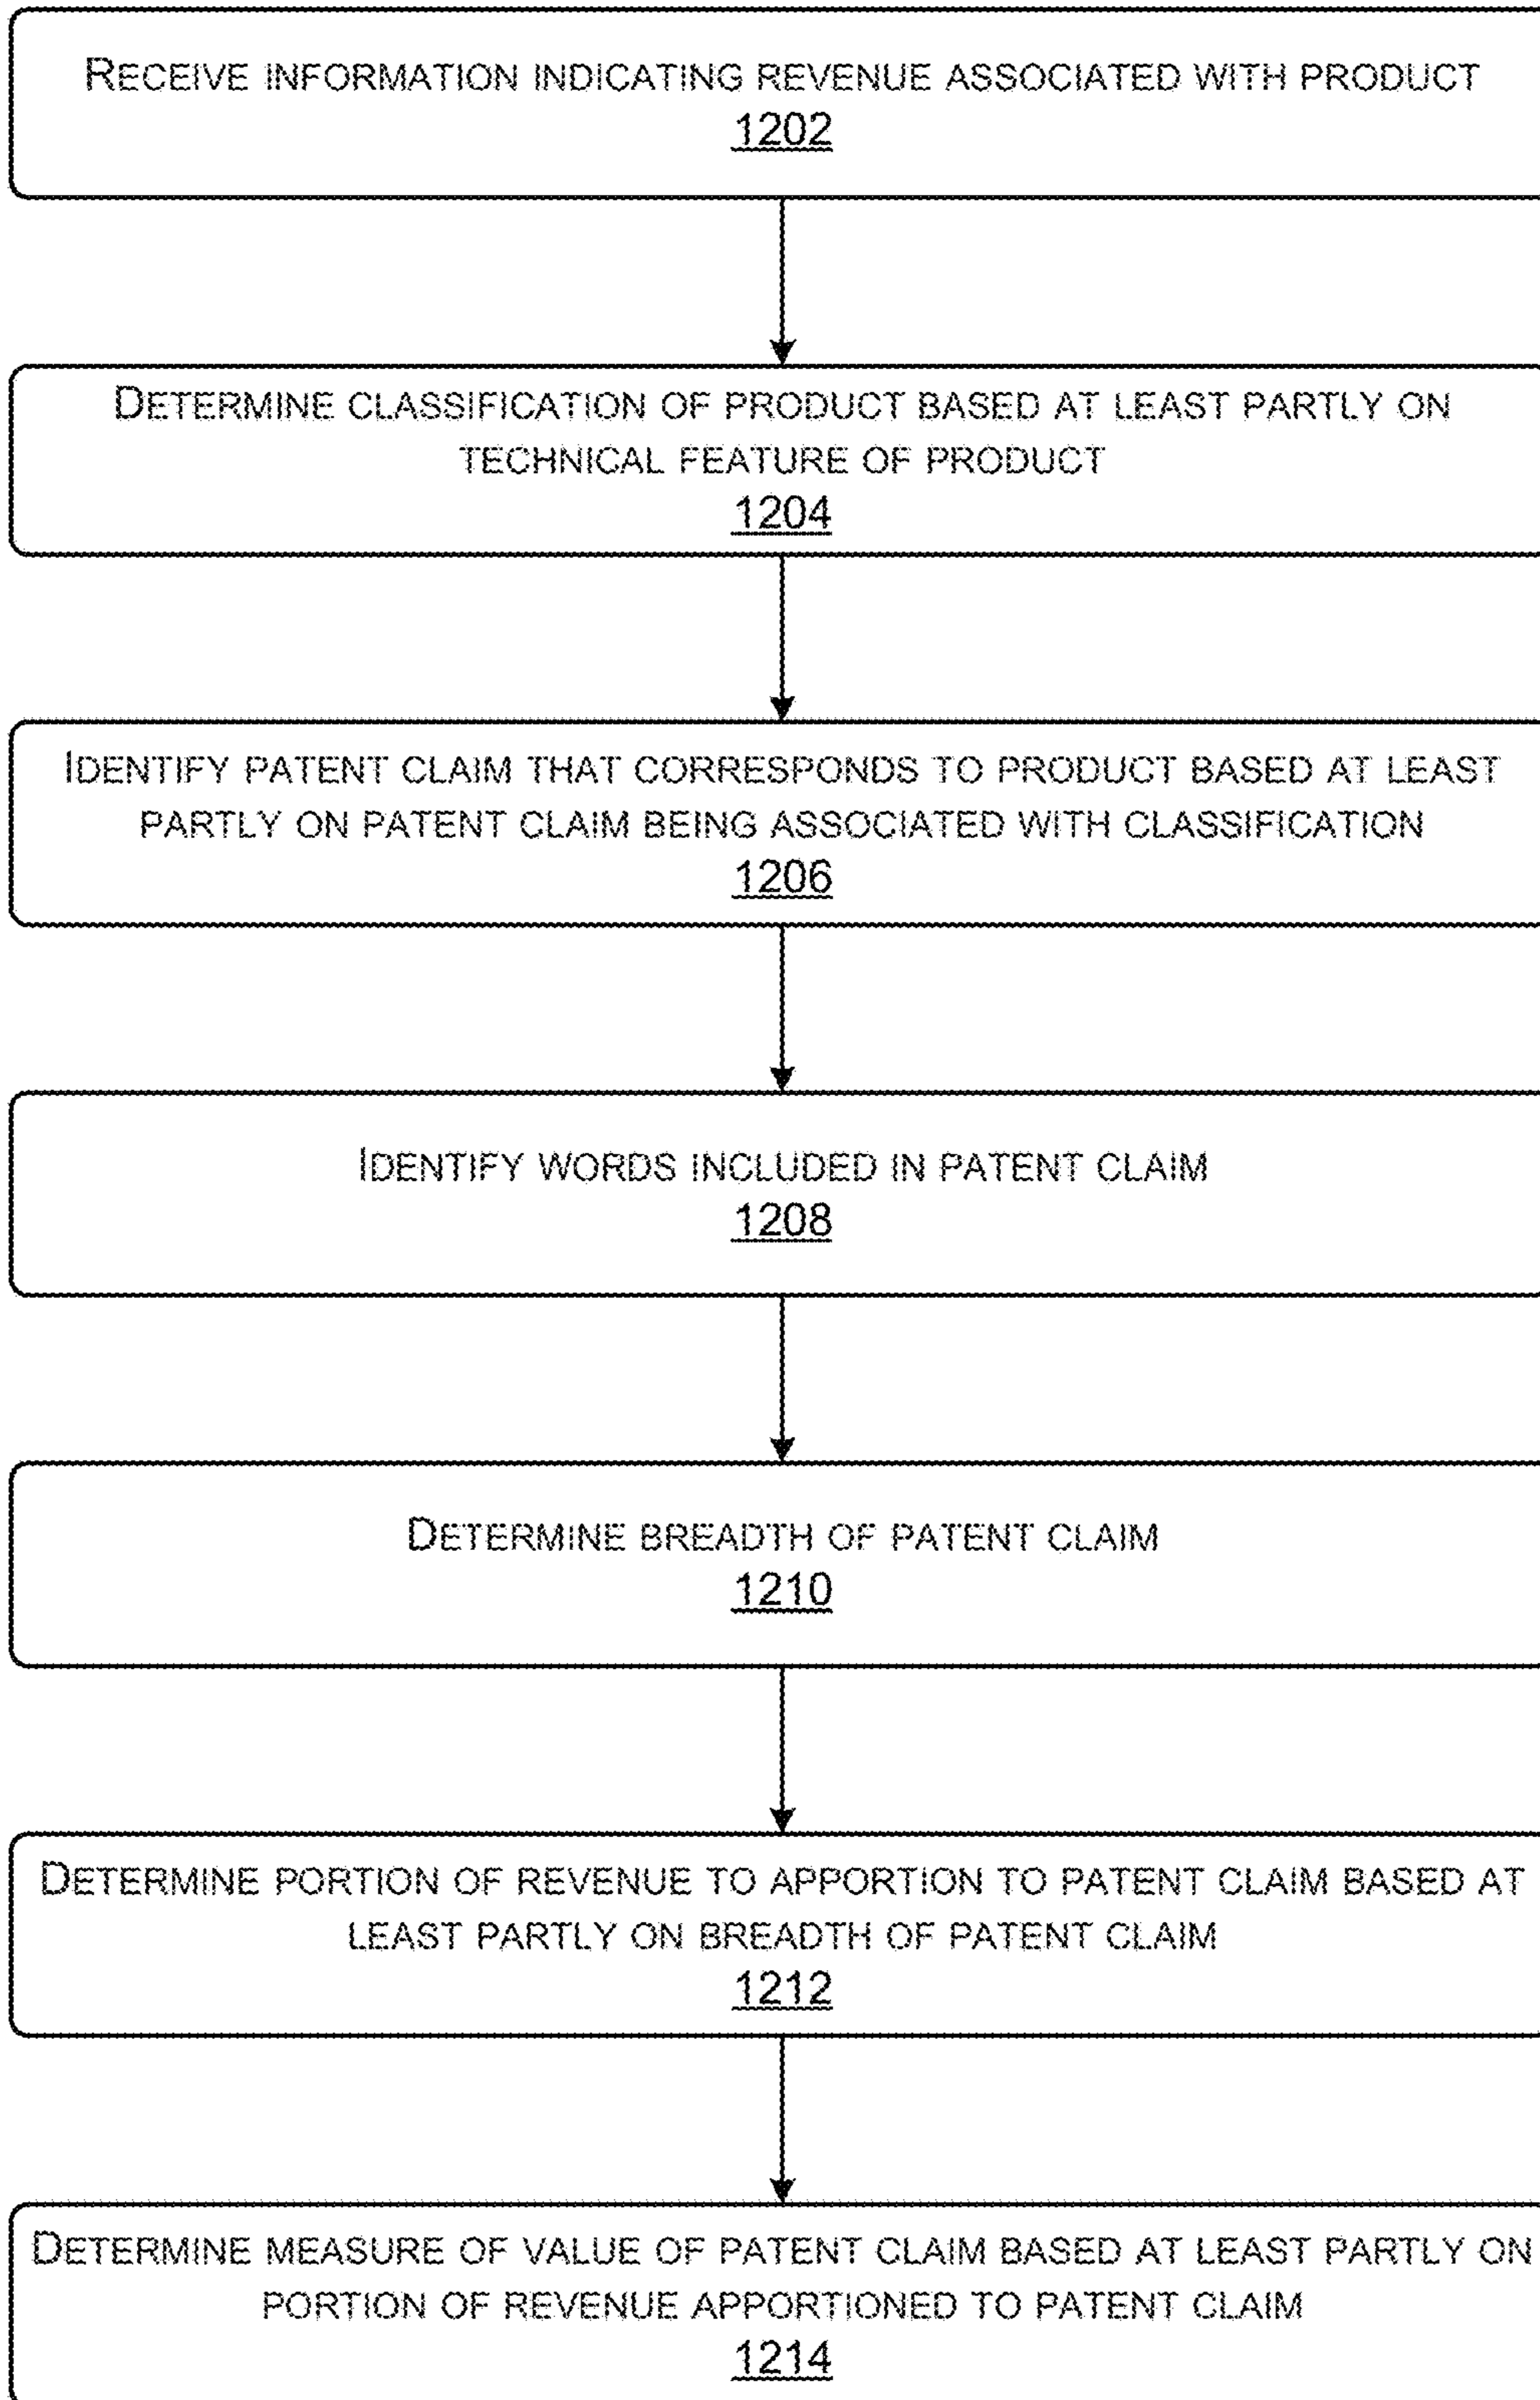 RECEIVE INFORMATION INDICATING REVENUE ASSOCIATED WITH PRODUCT
1202
DETERMINE CLASSIFICATION OF PRODUCT BASED AT LEAST PARTLY ON
TECHNICAL FEATURE OF PRODUCT
1204
IDENTIFY PATENT CLAIM THAT CORRESPONDS TO PRODUCT BASED AT LEAST
PARTLY ON PATENT CLAIM BEING ASSOCIATED WITH CLASSIFICATION
1206
IDENTIFY WORDS INCLUDED IN PATENT CLAIM
1208
DETERMINE BREADTH OF PATENT CLAIM
1210
DETERMINE PORTION OF REVENUE TO APPORTION TO PATENT CLAIM BASED AT
LEAST PARTLY ON BREADTH OF PATENT CLAIM
1212
DETERMINE MEASURE OF VALUE OF PATENT CLAIM BASED AT LEAST PARTLY ON
PORTION OF REVENUE APPORTIONED TO PATENT CLAIM
1214